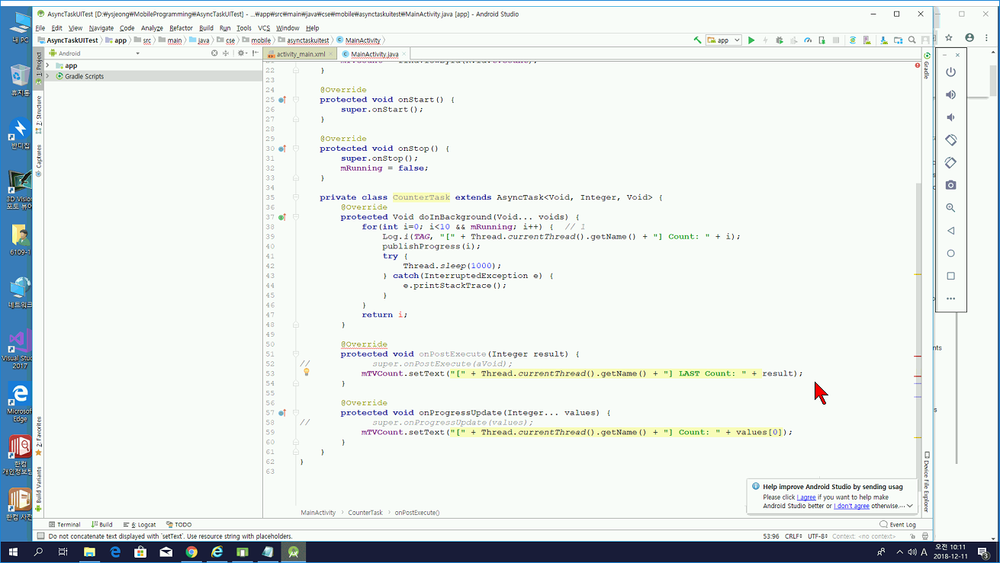 AsyncTaskUITest [D:₩ysjeong₩MobileProgramming₩AsyncTaskUITest] - ...₩app₩src₩main₩java₩cse₩mobile₩asynctaskuitest₩MainActivity.java [app] - Android Studio
File Edit View Navigate Code Analyze Refactor Build Run Tools VCS Window Help
AsyncTaskUITest app src main java cse mobile asynctaskuitest MainActivity
app
Android
activity_main.xml
MainActivity.java
app
Gradle Scripts
1: Project
7: Structure
Captures
2: Favorites
Build Variants
Gradle
Device File Explorer
내 PC
휴지통
반디집
3D Vision
포토 뷰어
6109-1
네트워크
Visual Studio
2017
Microsoft
Edge
한컴
한컴 사전
22 }
23
24 @Override
25 protected void onStart() {
26 super.onStart();
27 }
28
29 @Override
30 protected void onStop() {
31 super.onStop();
32 mRunning = false;
33 }
34
35 private class CounterTask extends AsyncTask<Void, Integer, Void> {
36 @Override
37 protected Void doInBackground(Void... voids) {
38 for(int i=0; i<10 && mRunning; i++) { // 1
39 Log.i(TAG, "[" + Thread.currentThread().getName() + "] Count: " + i);
40 publishProgress(i);
41 try {
42 Thread.sleep(1000);
43 } catch(InterruptedException e) {
44 e.printStackTrace();
45 }
46 }
47 return i;
48 }
49
50 @Override
51 protected void onPostExecute(Integer result) {
52 // super.onPostExecute(aVoid);
53 mTVCount.setText("[" + Thread.currentThread().getName() + "] LAST Count: " + result);
54 }
55
56 @Override
57 protected void onProgressUpdate(Integer... values) {
58 // super.onProgressUpdate(values);
59 mTVCount.setText("[" + Thread.currentThread().getName() + "] Count: " + values[0]);
60 }
61 }
62 }
63
Help improve Android Studio by sending usag
Please click I agree if you want to help make
Android Studio better or I don't agree otherwise....
MainActivity CounterTask onPostExecute()
Terminal Build 6: Logcat TODO Event Log
Do not concatenate text displayed with `setText`. Use resource string with placeholders. 53:96 CRLF UTF-8 Context: <no context>
A 오전 10:11
2018-12-11
3